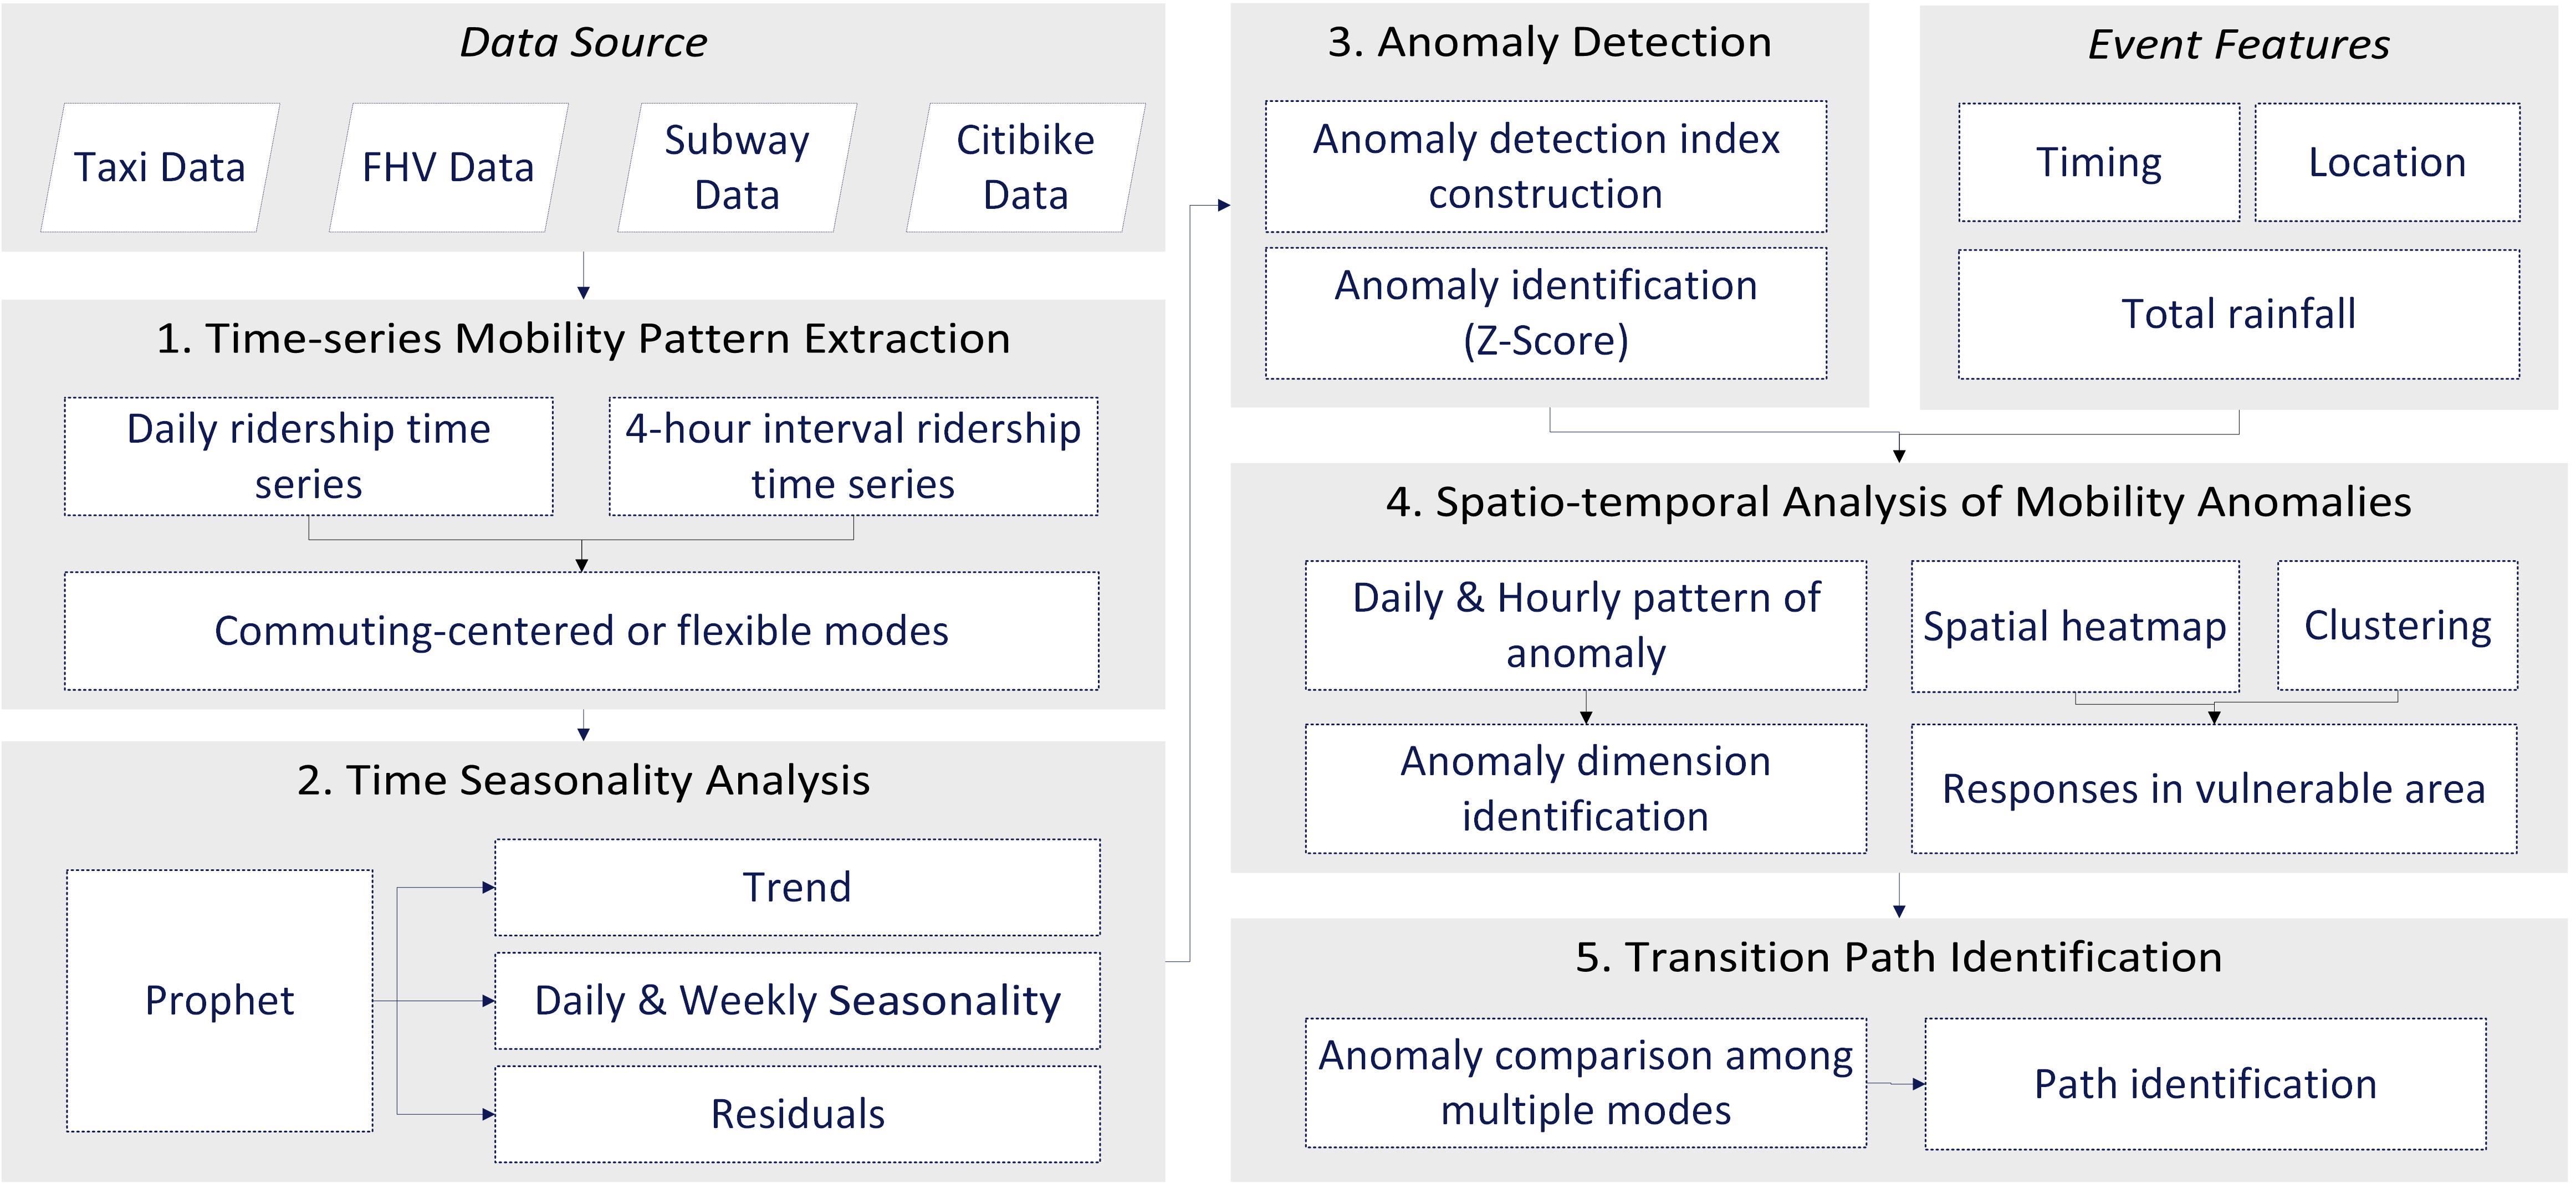 Data Source
Taxi Data
FHV Data
Subway
Data
Citibike
Data
1. Time-series Mobility Pattern Extraction
Daily ridership time
series
4-hour interval ridership
time series
Commuting-centered or flexible modes
2. Time Seasonality Analysis
Prophet
Trend
Daily & Weekly Seasonality
Residuals
3. Anomaly Detection
Anomaly detection index
construction
Anomaly identification
(Z-Score)
Event Features
Timing
Location
Total rainfall
4. Spatio-temporal Analysis of Mobility Anomalies
Daily & Hourly pattern of
anomaly
Anomaly dimension
identification
Spatial heatmap
Clustering
Responses in vulnerable area
5. Transition Path Identification
Anomaly comparison among
multiple modes
Path identification